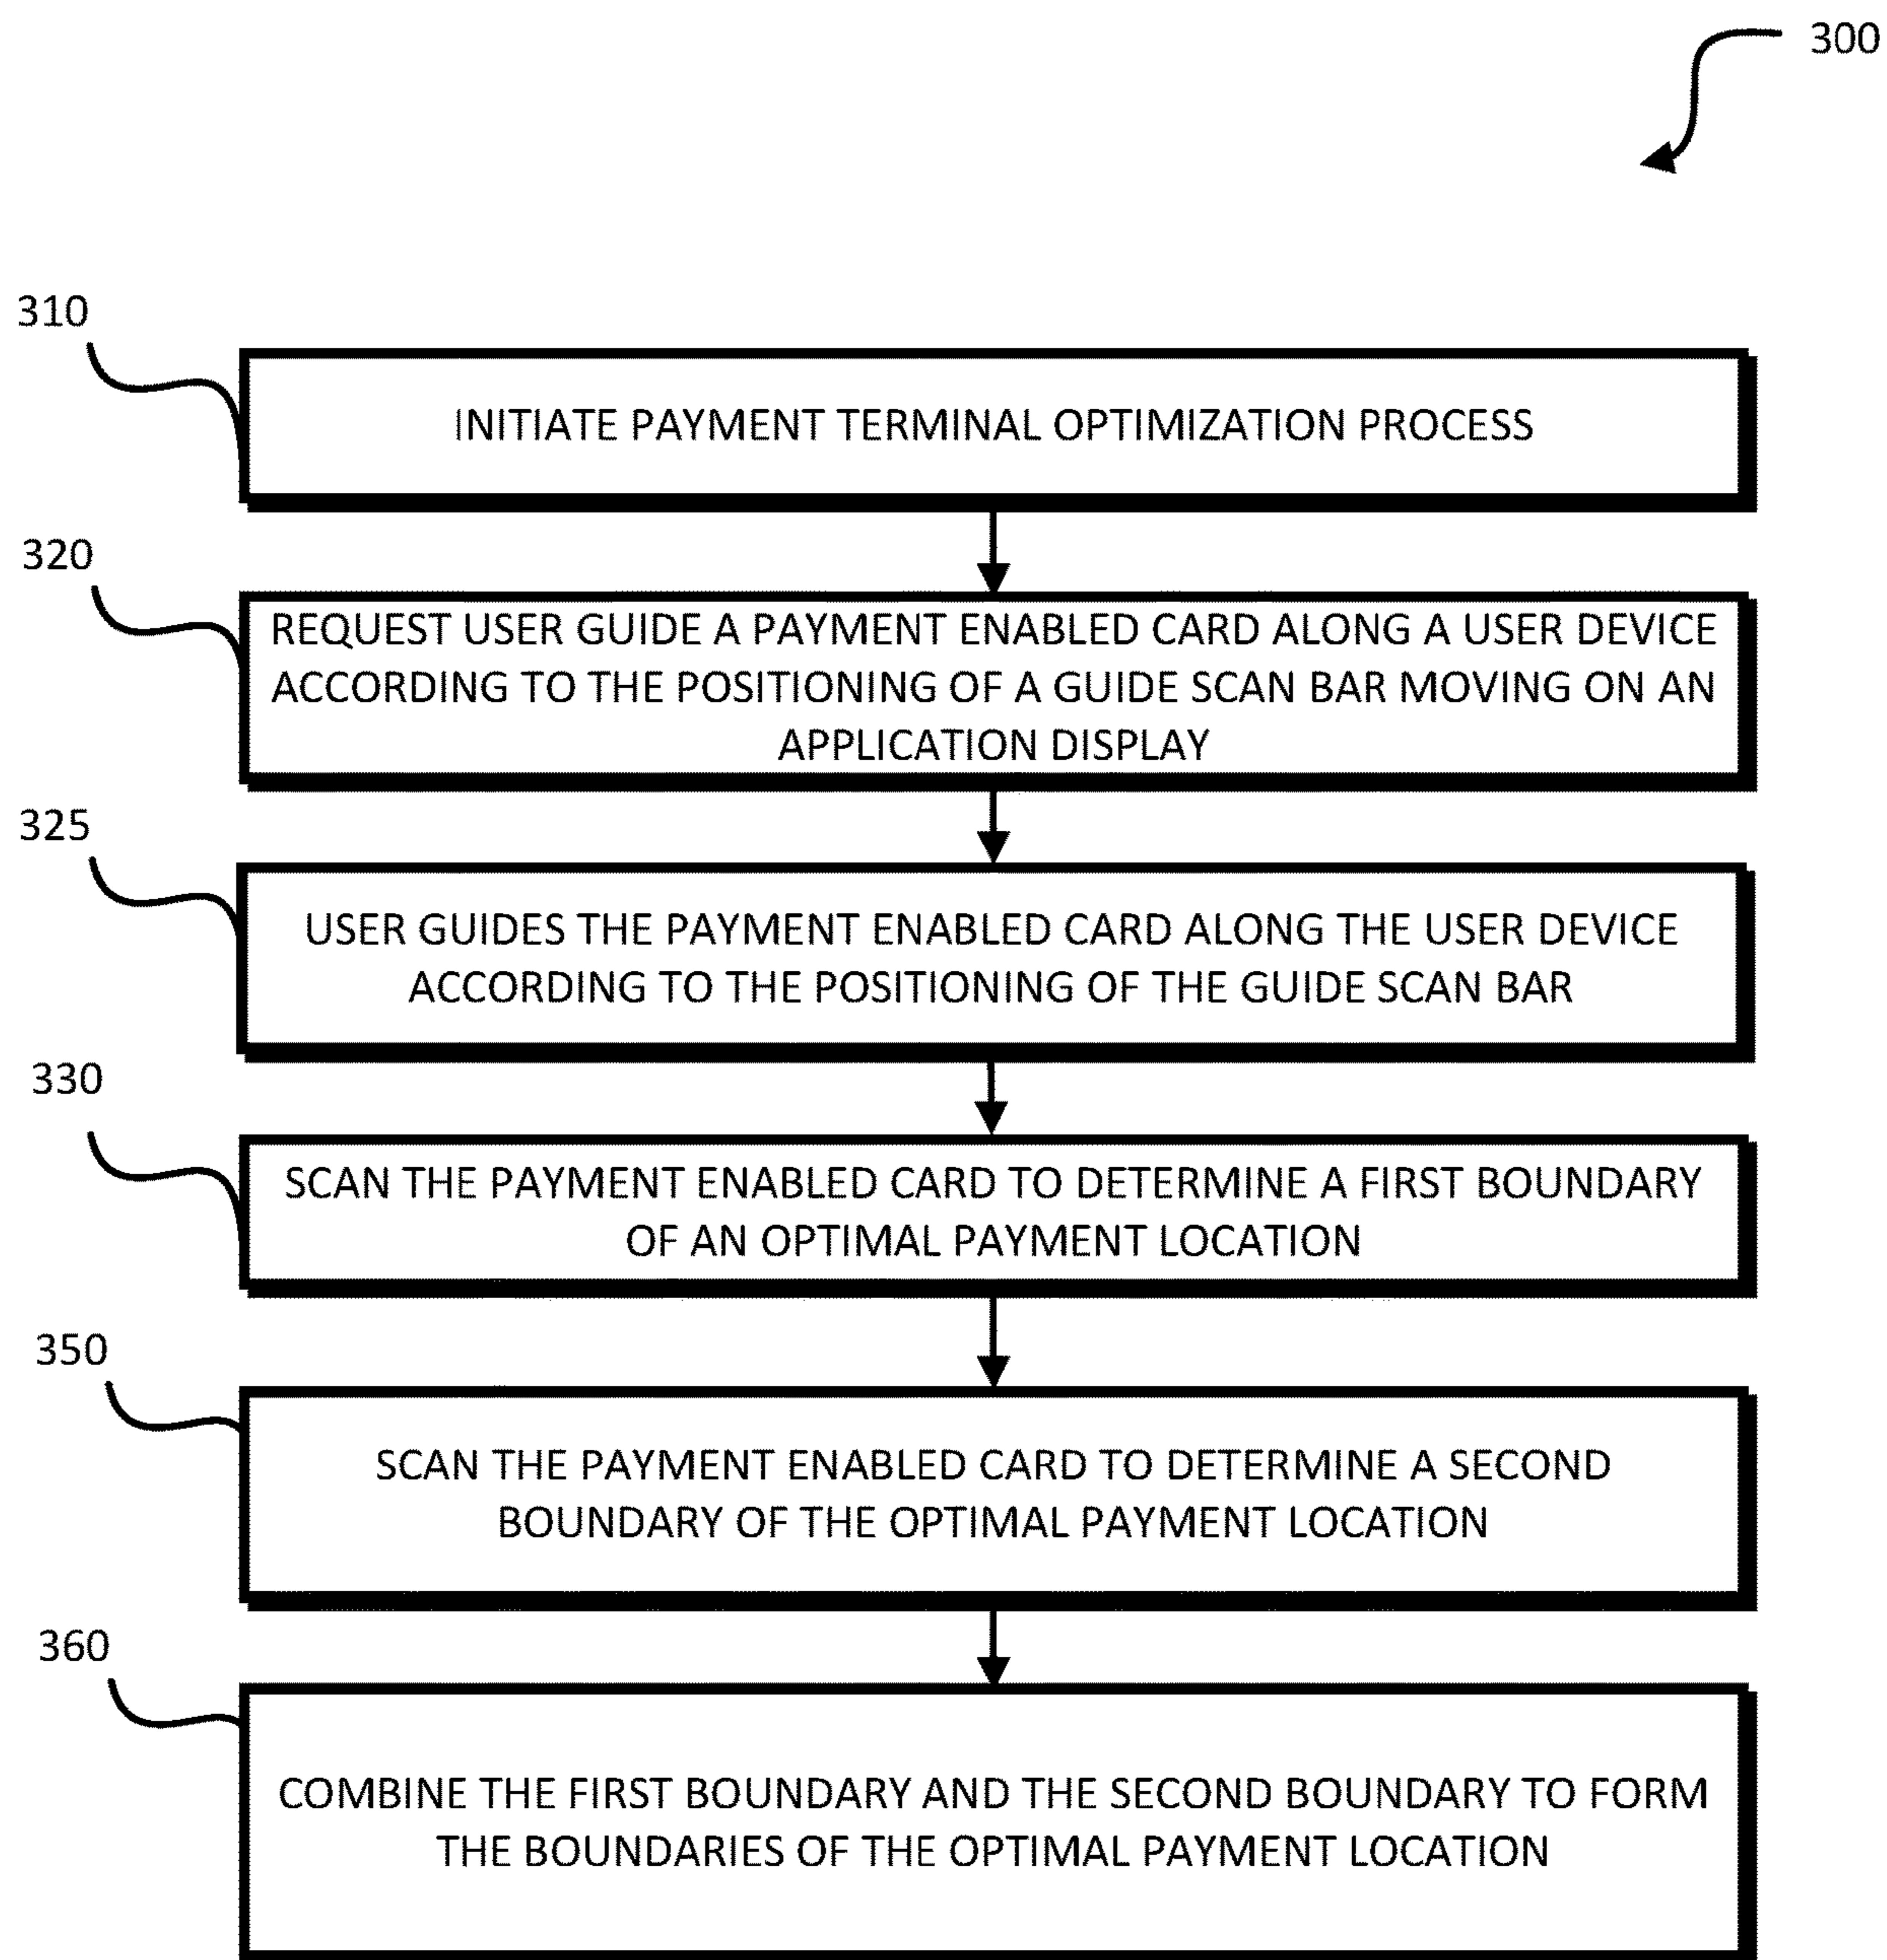 300
310
INITIATE PAYMENT TERMINAL OPTIMIZATION PROCESS
320
REQUEST USER GUIDE A PAYMENT ENABLED CARD ALONG A USER DEVICE
ACCORDING TO THE POSITIONING OF A GUIDE SCAN BAR MOVING ON AN
APPLICATION DISPLAY
325
USER GUIDES THE PAYMENT ENABLED CARD ALONG THE USER DEVICE
ACCORDING TO THE POSITIONING OF THE GUIDE SCAN BAR
330
SCAN THE PAYMENT ENABLED CARD TO DETERMINE A FIRST BOUNDARY
OF AN OPTIMAL PAYMENT LOCATION
350
SCAN THE PAYMENT ENABLED CARD TO DETERMINE A SECOND
BOUNDARY OF THE OPTIMAL PAYMENT LOCATION
360
COMBINE THE FIRST BOUNDARY AND THE SECOND BOUNDARY TO FORM
THE BOUNDARIES OF THE OPTIMAL PAYMENT LOCATION